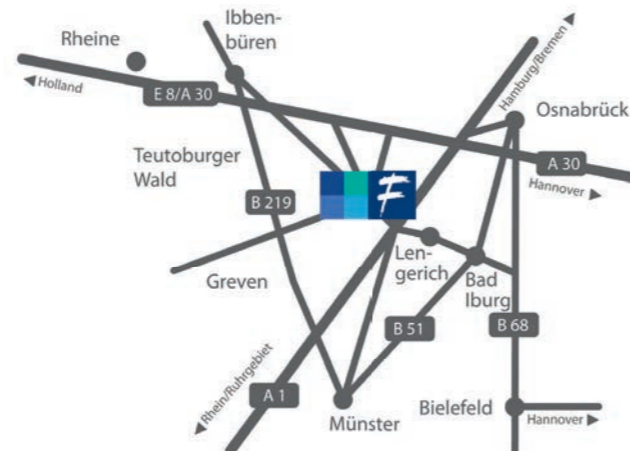 Ibben-
büren
Rheine
Hamburg/Bremen
Holland
E 8/A 30
Osnabrück
Teutoburger
Wald
A 30
Hannover
B 219
F
Len-
gerich
Greven
Bad
Iburg
B 51
B 68
Rhein/Ruhrgebiet
A 1
Münster
Bielefeld
Hannover